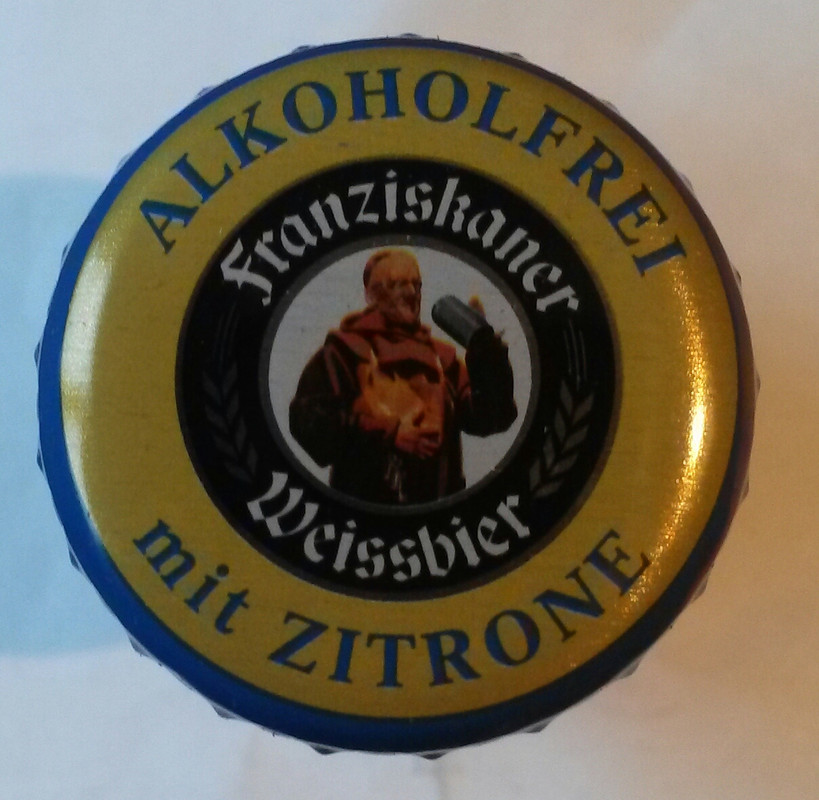 ALKOHOLFREI
Franziskaner
Weissbier
mit ZITRONE